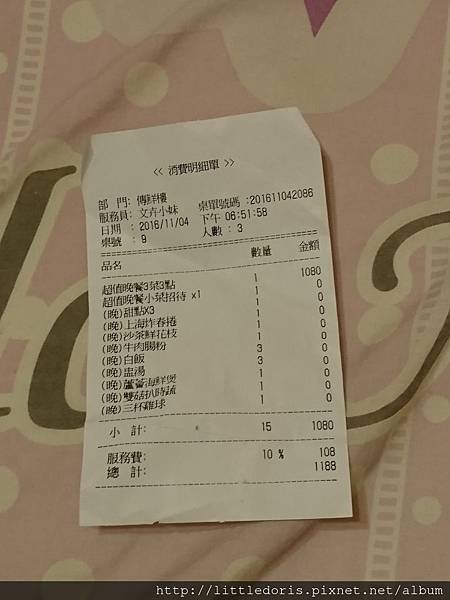 << 消費明細單 >>
部 門: 傳鮮樓
服務員: 文卉小妹 桌單號碼 :201611042086
日期 : 2016/11/04 下午 06:51:58
桌號 : 9 人數 : 3
品名 數量 金額
超值晚餐3菜3點 1 1080
超值晚餐小菜招待 x1 1 0
(晚)甜點X3 1 0
(晚)上海炸春捲 1 0
(晚)沙茶鮮花枝 1 0
(晚)牛肉腸粉 3 0
(晚)白飯 3 0
(晚)盅湯 1 0
(晚)蘆薈海鮮煲 1 0
(晚)雙菇扒時蔬 1 0
(晚)三杯雞球 1 0
小 計: 15 1080
服務費: 10 % 108
總 計: 1188
http://littledoris.pixnet.net/album